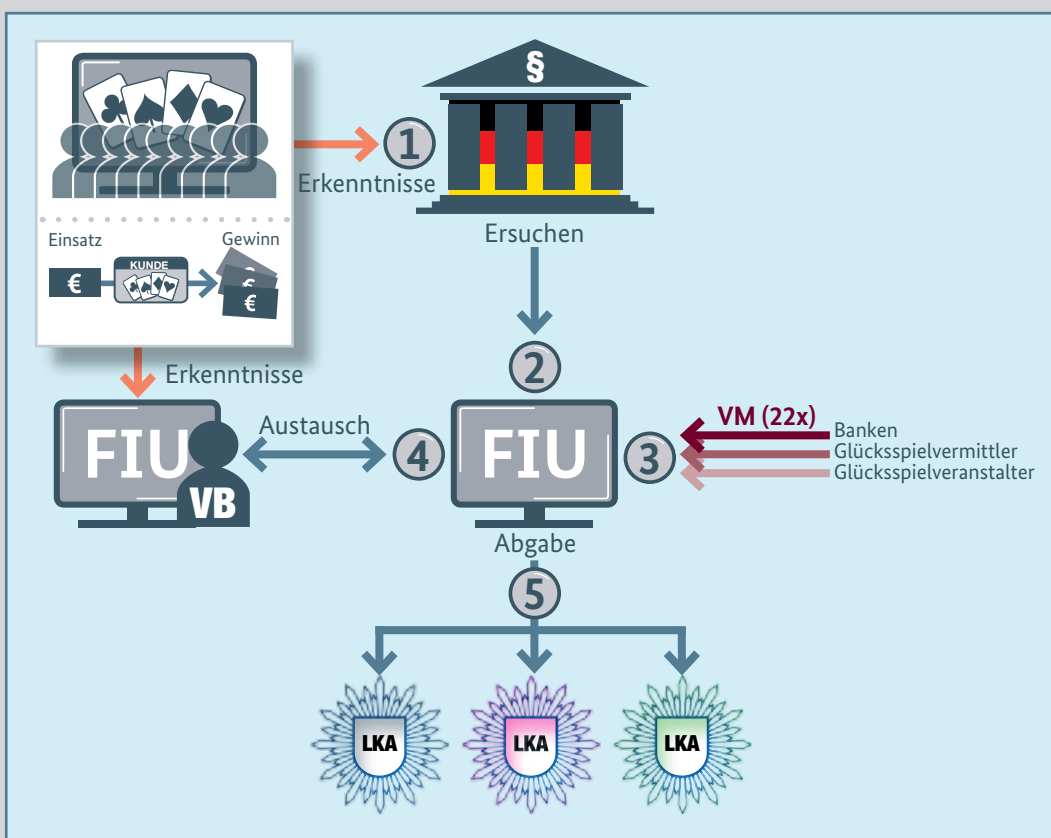 §
1
Erkenntnisse
Einsatz
Gewinn
€
KUNDE
€
€
Ersuchen
2
Erkenntnisse
FIU
VB
Austausch
4
FIU
3
VM (22x)
Banken
Glücksspielvermittler
Glücksspielveranstalter
Abgabe
5
LKA
LKA
LKA